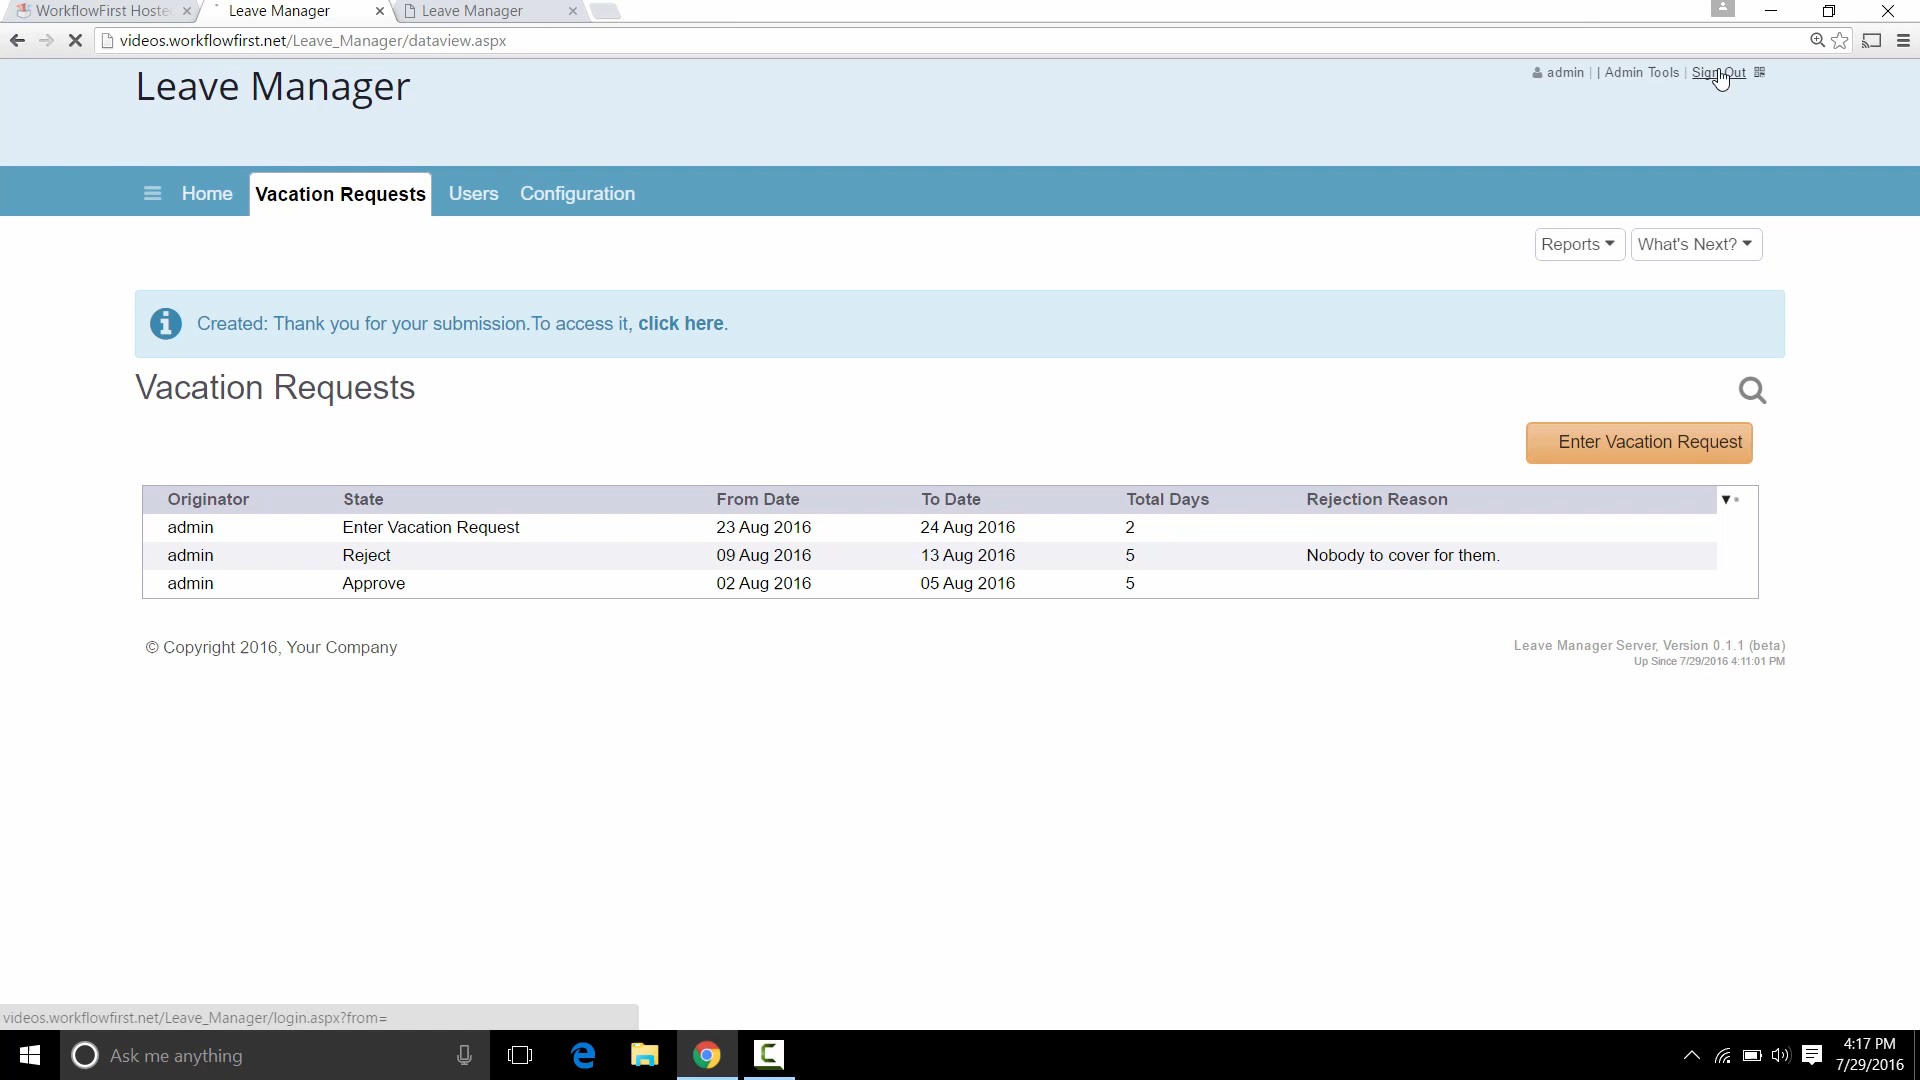 WorkflowFirst Hoste
Leave Manager
Leave Manager
videos.workflowfirst.net/Leave_Manager/dataview.aspx
Leave Manager
admin | | Admin Tools | Sign Out
Home
Vacation Requests
Users
Configuration
Reports
What's Next?
Created: Thank you for your submission.To access it, click here.
Vacation Requests
Enter Vacation Request
Originator State From Date To Date Total Days Rejection Reason
admin Enter Vacation Request 23 Aug 2016 24 Aug 2016 2
admin Reject 09 Aug 2016 13 Aug 2016 5 Nobody to cover for them.
admin Approve 02 Aug 2016 05 Aug 2016 5
© Copyright 2016, Your Company
Leave Manager Server, Version 0.1.1 (beta)
Up Since 7/29/2016 4:11:01 PM
videos.workflowfirst.net/Leave_Manager/login.aspx?from=
Ask me anything
4:17 PM
7/29/2016